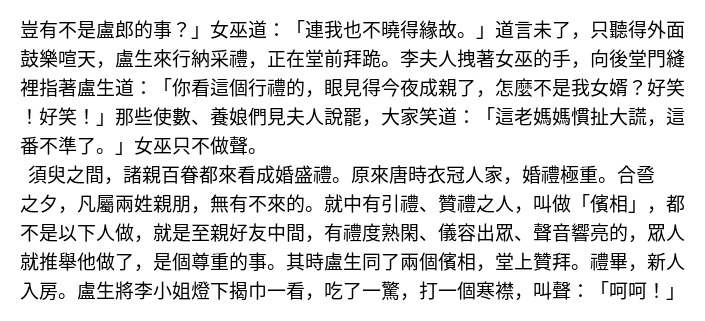 豈有不是盧郎的事？」女巫道：「連我也不曉得緣故。」道言未了，只聽得外面
鼓樂喧天，盧生來行納采禮，正在堂前拜跪。李夫人拽著女巫的手，向後堂門縫
裡指著盧生道：「你看這個行禮的，眼見得今夜成親了，怎麼不是我女婿？好笑
！好笑！」那些使數、養娘們見夫人說罷，大家笑道：「這老媽媽慣扯大謊，這
番不準了。」女巫只不做聲。
須臾之間，諸親百眷都來看成婚盛禮。原來唐時衣冠人家，婚禮極重。合巹
之夕，凡屬兩姓親朋，無有不來的。就中有引禮、贊禮之人，叫做「儐相」，都
不是以下人做，就是至親好友中間，有禮度熟閑、儀容出眾、聲音響亮的，眾人
就推舉他做了，是個尊重的事。其時盧生同了兩個儐相，堂上贊拜。禮畢，新人
入房。盧生將李小姐燈下揭巾一看，吃了一驚，打一個寒襟，叫聲：「呵呵！」